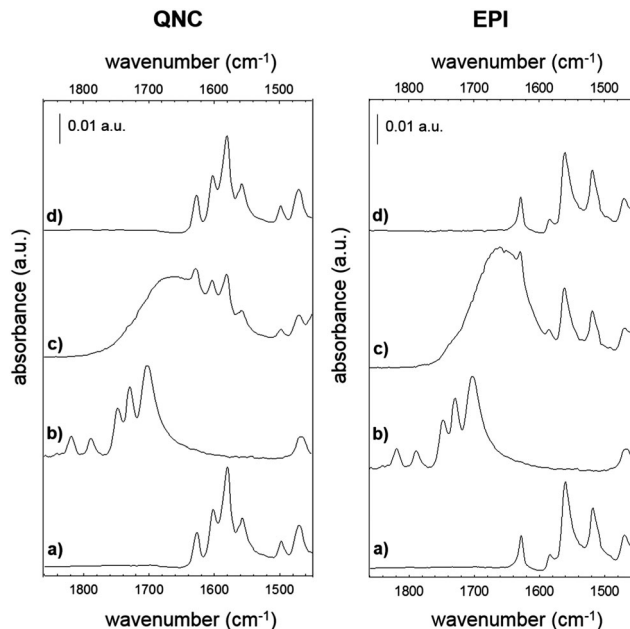 QNC
wavenumber (cm-1)
1800 1700 1600 1500
0.01 a.u.
absorbance (a.u.)
d)
c)
b)
a)
1800 1700 1600 1500
wavenumber (cm-1)
EPI
wavenumber (cm-1)
1800 1700 1600 1500
0.01 a.u.
absorbance (a.u.)
d)
c)
b)
a)
1800 1700 1600 1500
wavenumber (cm-1)